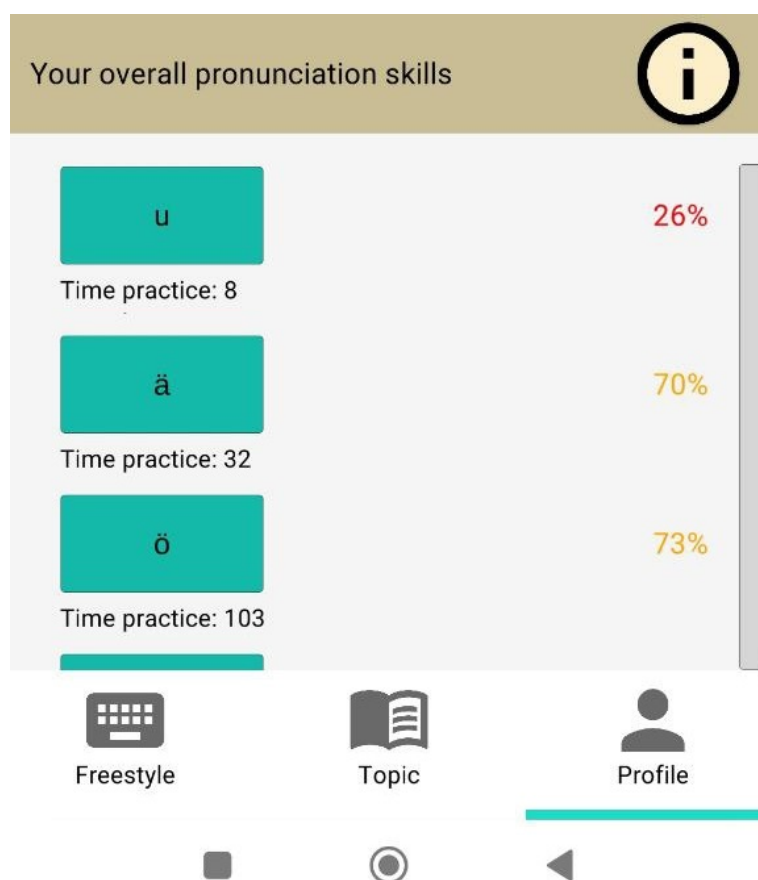 Your overall pronunciation skills
i
u
26%
Time practice: 8
ä
70%
Time practice: 32
ö
73%
Time practice: 103
Freestyle
Topic
Profile